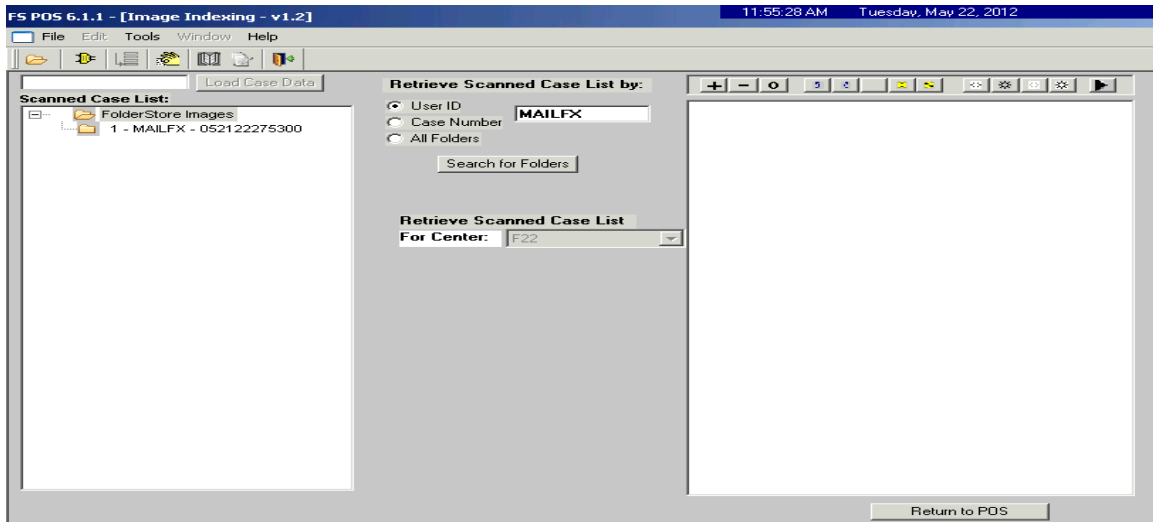 FS POS 6.1.1 - [Image Indexing - v1.2]
11:55:28 AM Tuesday, May 22, 2012
File Edit Tools Window Help
Load Case Data
Scanned Case List:
FolderStore Images
1 - MAILFX - 052122275300
Retrieve Scanned Case List by:
User ID
MAILFX
Case Number
All Folders
Search for Folders
Retrieve Scanned Case List
For Center: F22
+ - 0
Return to POS